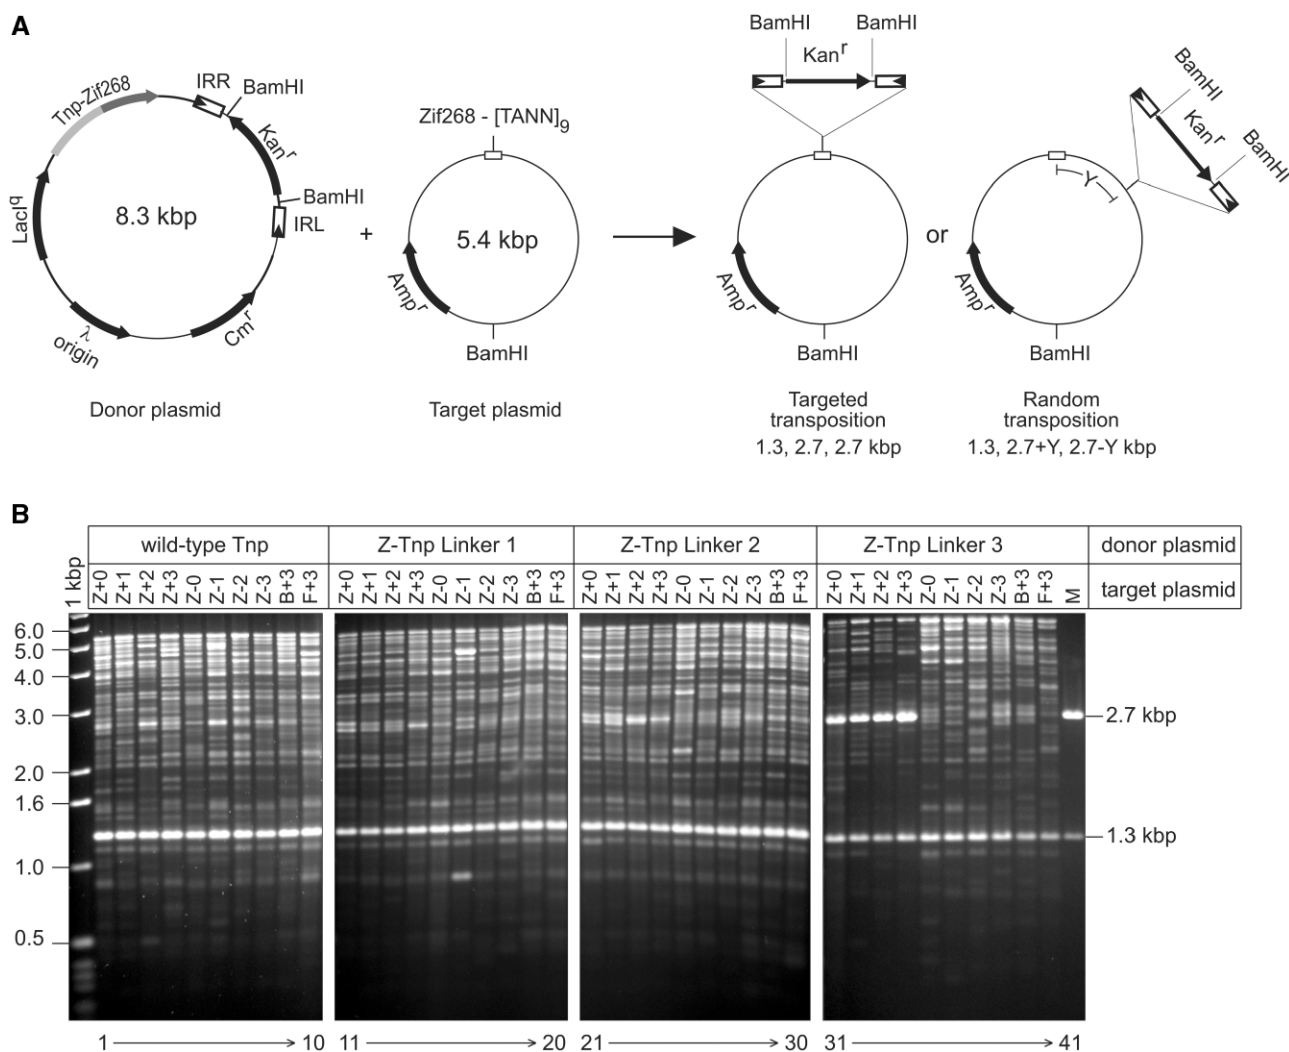 A
Tnp-Zif268
IRR
BamHI
Kanr
BamHI
IRL
LacIq
8.3 kbp
λ
origin
Cmr
Donor plasmid
+
Zif268 - [TANN]9
5.4 kbp
Ampr
BamHI
Target plasmid
BamHI
BamHI
Kanr
Ampr
BamHI
Targeted
transposition
1.3, 2.7, 2.7 kbp
or
BamHI
Kanr
BamHI
Y
Ampr
BamHI
Random
transposition
1.3, 2.7+Y, 2.7-Y kbp
B
1 kbp
wild-type Tnp
Z-Tnp Linker 1
Z-Tnp Linker 2
Z-Tnp Linker 3
donor plasmid
Z+0 Z+1 Z+2 Z+3 Z-0 Z-1 Z-2 Z-3 B+3 F+3
Z+0 Z+1 Z+2 Z+3 Z-0 Z-1 Z-2 Z-3 B+3 F+3
Z+0 Z+1 Z+2 Z+3 Z-0 Z-1 Z-2 Z-3 B+3 F+3
Z+0 Z+1 Z+2 Z+3 Z-0 Z-1 Z-2 Z-3 B+3 F+3 M
target plasmid
6.0
5.0
4.0
3.0
2.0
1.6
1.0
0.5
2.7 kbp
1.3 kbp
1 10
11 20
21 30
31 41